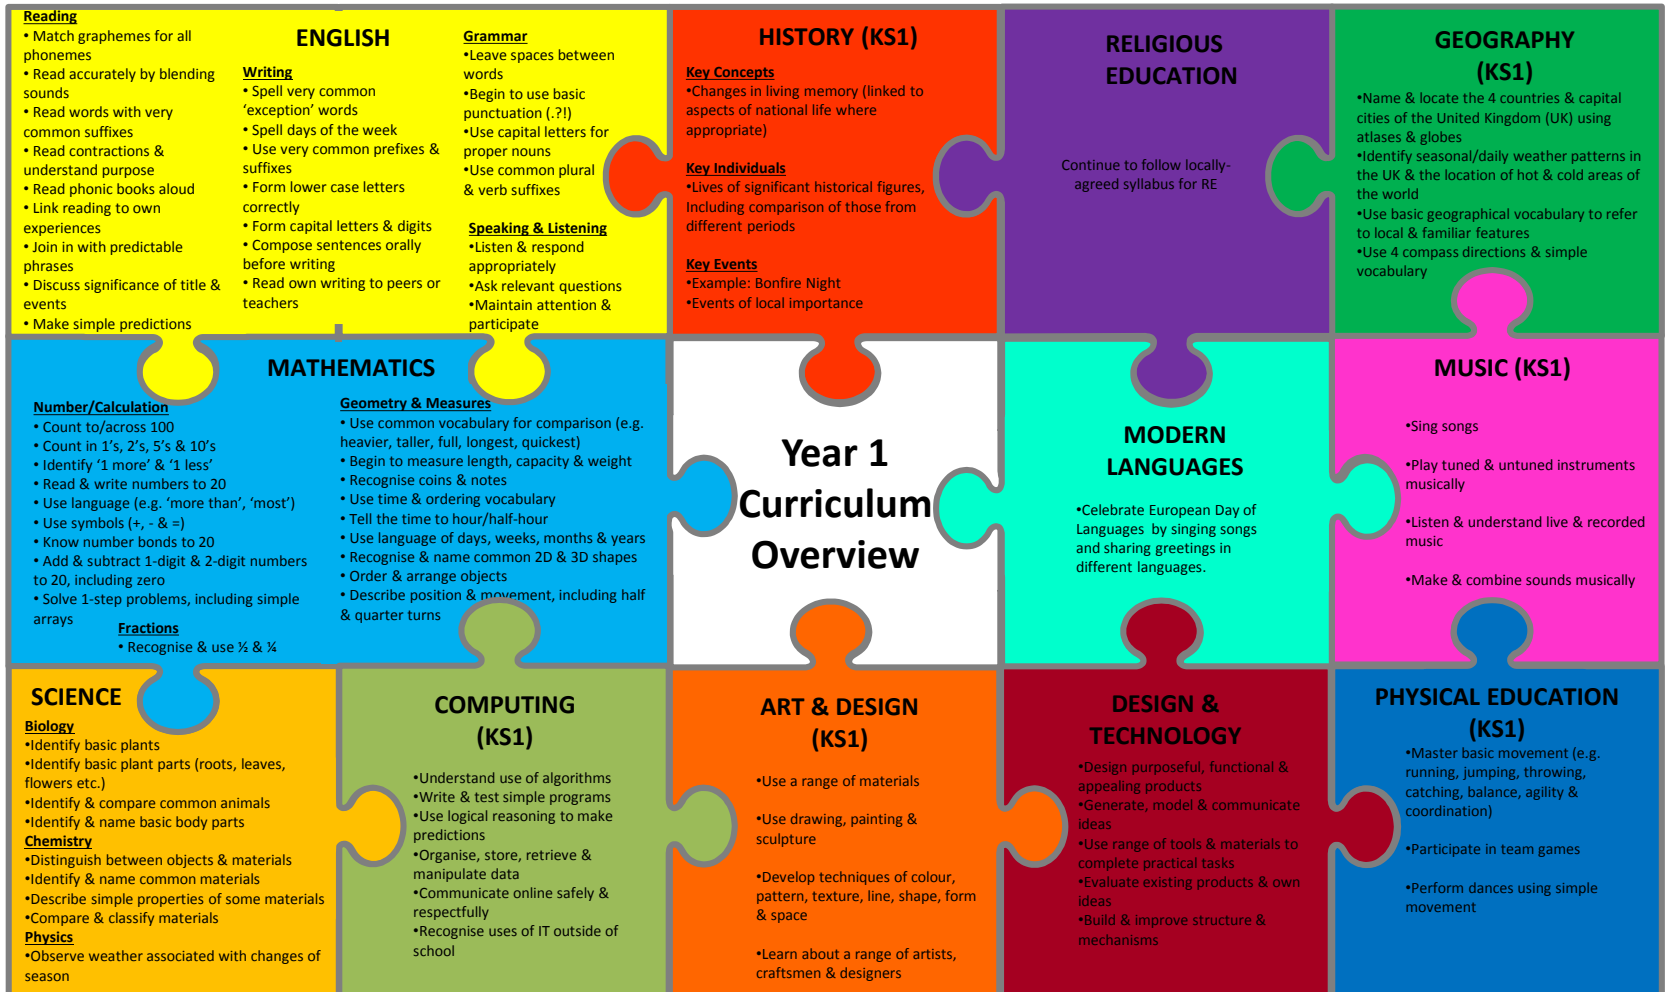 Reading
• Match graphemes for all
phonemes
• Read accurately by blending
sounds
• Read words with very
common suffixes
• Read contractions &
understand purpose
• Read phonic books aloud
• Link reading to own
experiences
• Join in with predictable
phrases
• Discuss significance of title &
events
• Make simple predictions
ENGLISH
Writing
• Spell very common
‘exception’ words
• Spell days of the week
• Use very common prefixes &
suffixes
• Form lower case letters
correctly
• Form capital letters & digits
• Compose sentences orally
before writing
• Read own writing to peers or
teachers
Grammar
•Leave spaces between
words
•Begin to use basic
punctuation (.?!)
•Use capital letters for
proper nouns
•Use common plural
& verb suffixes
Speaking & Listening
•Listen & respond
appropriately
•Ask relevant questions
•Maintain attention &
participate
HISTORY (KS1)
Key Concepts
•Changes in living memory (linked to
aspects of national life where
appropriate)
Key Individuals
•Lives of significant historical figures,
Including comparison of those from
different periods
Key Events
•Example: Bonfire Night
•Events of local importance
RELIGIOUS
EDUCATION
Continue to follow locally-
agreed syllabus for RE
GEOGRAPHY
(KS1)
•Name & locate the 4 countries & capital
cities of the United Kingdom (UK) using
atlases & globes
•Identify seasonal/daily weather patterns in
the UK & the location of hot & cold areas of
the world
•Use basic geographical vocabulary to refer
to local & familiar features
•Use 4 compass directions & simple
vocabulary
MATHEMATICS
Number/Calculation
• Count to/across 100
• Count in 1’s, 2’s, 5’s & 10’s
• Identify ‘1 more’ & ‘1 less’
• Read & write numbers to 20
• Use language (e.g. ‘more than’, ‘most’)
• Use symbols (+, - & =)
• Know number bonds to 20
• Add & subtract 1-digit & 2-digit numbers
to 20, including zero
• Solve 1-step problems, including simple
arrays
Fractions
• Recognise & use ½ & ¼
Geometry & Measures
• Use common vocabulary for comparison (e.g.
heavier, taller, full, longest, quickest)
• Begin to measure length, capacity & weight
• Recognise coins & notes
• Use time & ordering vocabulary
• Tell the time to hour/half-hour
• Use language of days, weeks, months & years
• Recognise & name common 2D & 3D shapes
• Order & arrange objects
• Describe position & movement, including half
& quarter turns
Year 1
Curriculum
Overview
MODERN
LANGUAGES
•Celebrate European Day of
Languages by singing songs
and sharing greetings in
different languages.
MUSIC (KS1)
•Sing songs
•Play tuned & untuned instruments
musically
•Listen & understand live & recorded
music
•Make & combine sounds musically
SCIENCE
Biology
•Identify basic plants
•Identify basic plant parts (roots, leaves,
flowers etc.)
•Identify & compare common animals
•Identify & name basic body parts
Chemistry
•Distinguish between objects & materials
•Identify & name common materials
•Describe simple properties of some materials
•Compare & classify materials
Physics
•Observe weather associated with changes of
season
COMPUTING
(KS1)
•Understand use of algorithms
•Write & test simple programs
•Use logical reasoning to make
predictions
•Organise, store, retrieve &
manipulate data
•Communicate online safely &
respectfully
•Recognise uses of IT outside of
school
ART & DESIGN
(KS1)
•Use a range of materials
•Use drawing, painting &
sculpture
•Develop techniques of colour,
pattern, texture, line, shape, form
& space
•Learn about a range of artists,
craftsmen & designers
DESIGN &
TECHNOLOGY
•Design purposeful, functional &
appealing products
•Generate, model & communicate
ideas
•Use range of tools & materials to
complete practical tasks
•Evaluate existing products & own
ideas
•Build & improve structure &
mechanisms
PHYSICAL EDUCATION
(KS1)
•Master basic movement (e.g.
running, jumping, throwing,
catching, balance, agility &
coordination)
•Participate in team games
•Perform dances using simple
movement